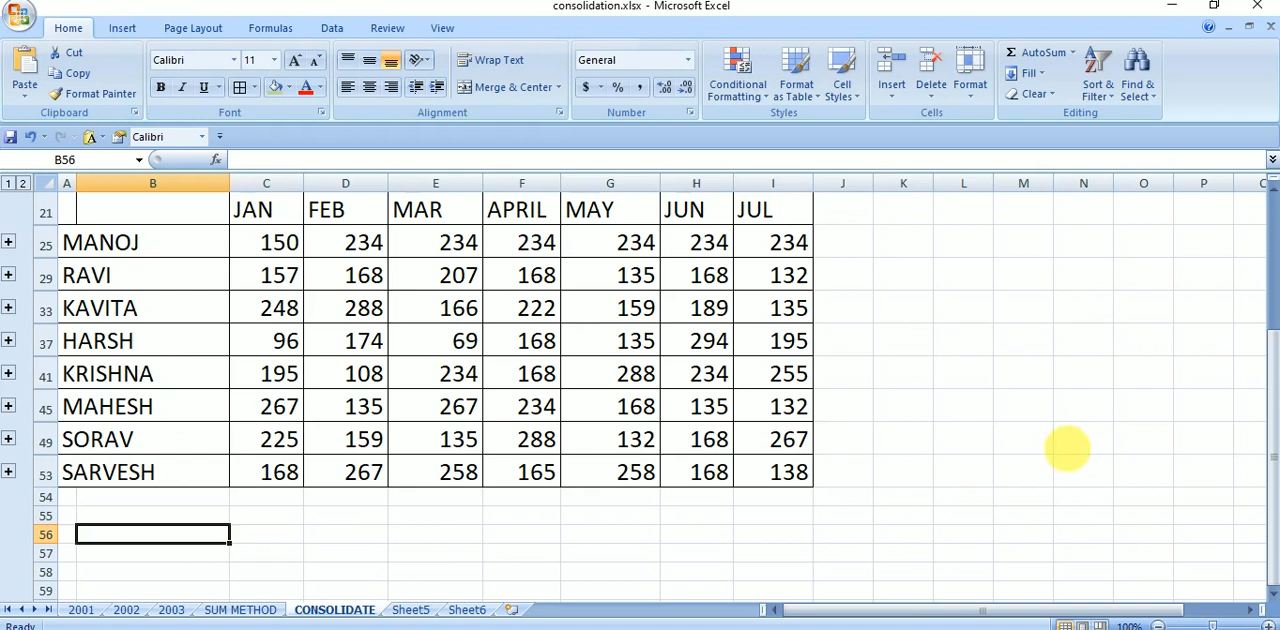 consolidation.xlsx - Microsoft Excel
Home Insert Page Layout Formulas Data Review View
Paste Cut Copy Format Painter
Calibri 11
B I U A
Wrap Text
Merge & Center
General
$ % ,
Conditional Formatting Format as Table Cell Styles
Insert Delete Format
Σ AutoSum Fill Clear
Sort & Filter Find & Select
Clipboard Font Alignment Number Styles Cells Editing
Calibri
B56 fx
1 2 A B C D E F G H I J K L M N O P
21 JAN FEB MAR APRIL MAY JUN JUL
25 MANOJ 150 234 234 234 234 234 234
29 RAVI 157 168 207 168 135 168 132
33 KAVITA 248 288 166 222 159 189 135
37 HARSH 96 174 69 168 135 294 195
41 KRISHNA 195 108 234 168 288 234 255
45 MAHESH 267 135 267 234 168 135 132
49 SORAV 225 159 135 288 132 168 267
53 SARVESH 168 267 258 165 258 168 138
54
55
56
57
58
59
2001 2002 2003 SUM METHOD CONSOLIDATE Sheet5 Sheet6
Ready 100%